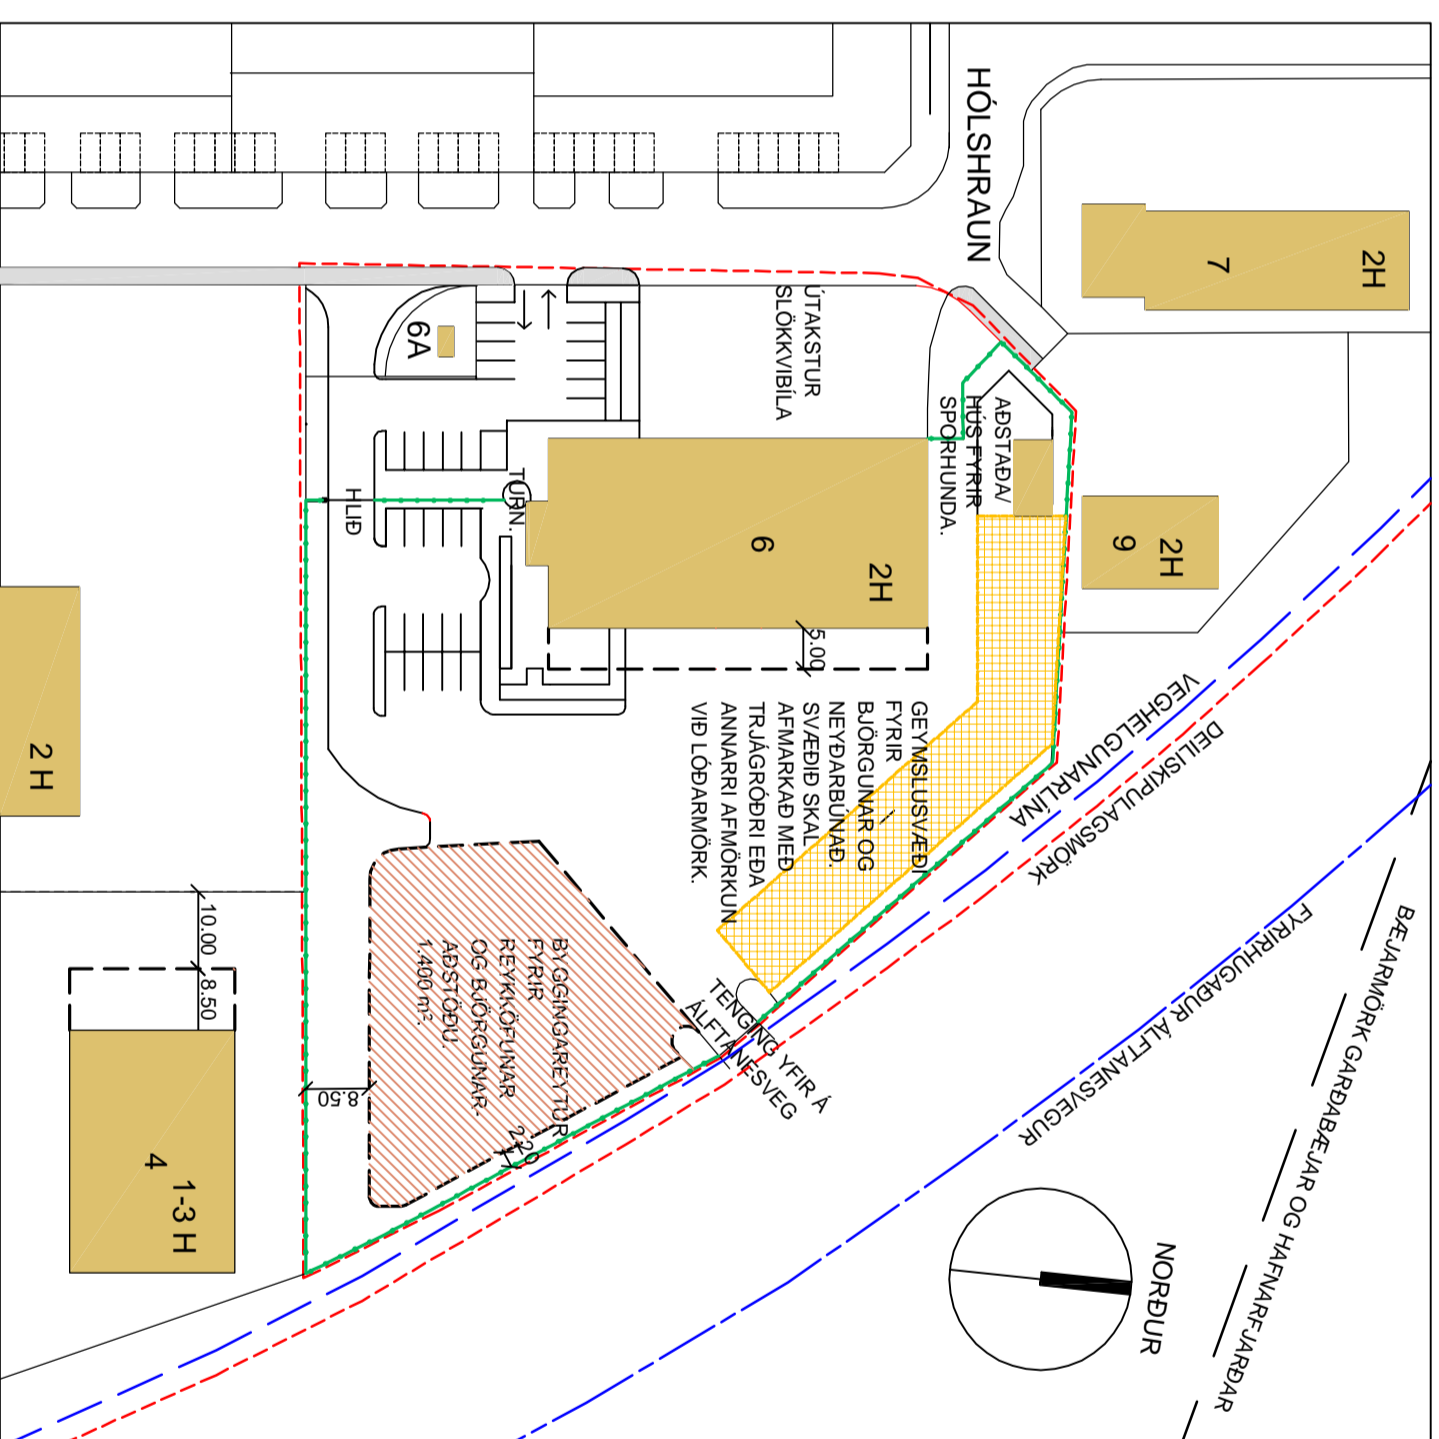 HÓLSHRAUN
7
2H
9
2H
6A
ÚTAKSTUR
SLÖKKVIBÍLA
AÐSTAÐA/
HÚS FYRIR
SPORHUNDA.
TURN.
HLIÐ
6
2H
5.00
GEYMSLUSVÆÐI
FYRIR
BJÖRGUNAR OG
NEYÐARBÚNAÐ.
SVÆÐIÐ SKAL
AFMARKAÐ MEÐ
TRJÁGRÓÐRI EÐA
ANNARRI AFMÖRKUN
VIÐ LÓÐARMÖRK.
VEGHELGUNARLÍNA
DEILISKIPULAGSMÖRK
FYRIRHUGAÐUR ÁLFTANESVEGUR
BÆJARMÖRK GARÐABÆJAR OG HAFNARFJARÐAR
TENGING YFIR Á
ÁLFTANESVEG
BYGGINGAREYTUR
FYRIR
REYKKÖFUNAR
OG BJÖRGUNAR-
AÐSTÖÐU.
1.400 m².
2.20
8.50
2 H
10.00
8.50
4
1-3 H
NORÐUR